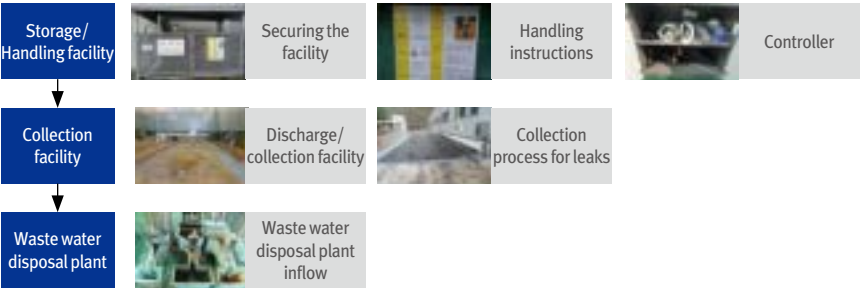 Storage/
Handling facility
Securing the
facility
Handling
instructions
Controller
Collection
facility
Discharge/
collection facility
Collection
process for leaks
Waste water
disposal plant
Waste water
disposal plant
inflow